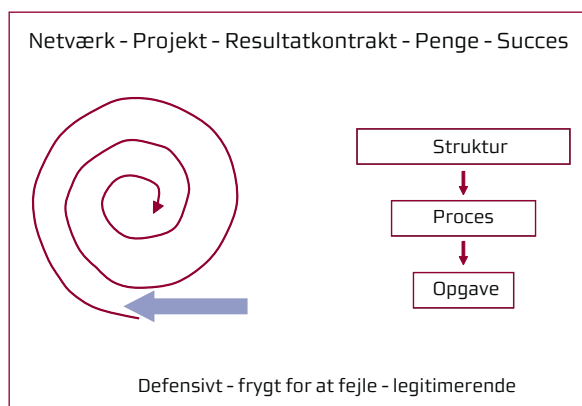 Netværk - Projekt - Resultatkontrakt - Penge - Succes
Struktur
Proces
Opgave
Defensivt - frygt for at fejle - legitimerende